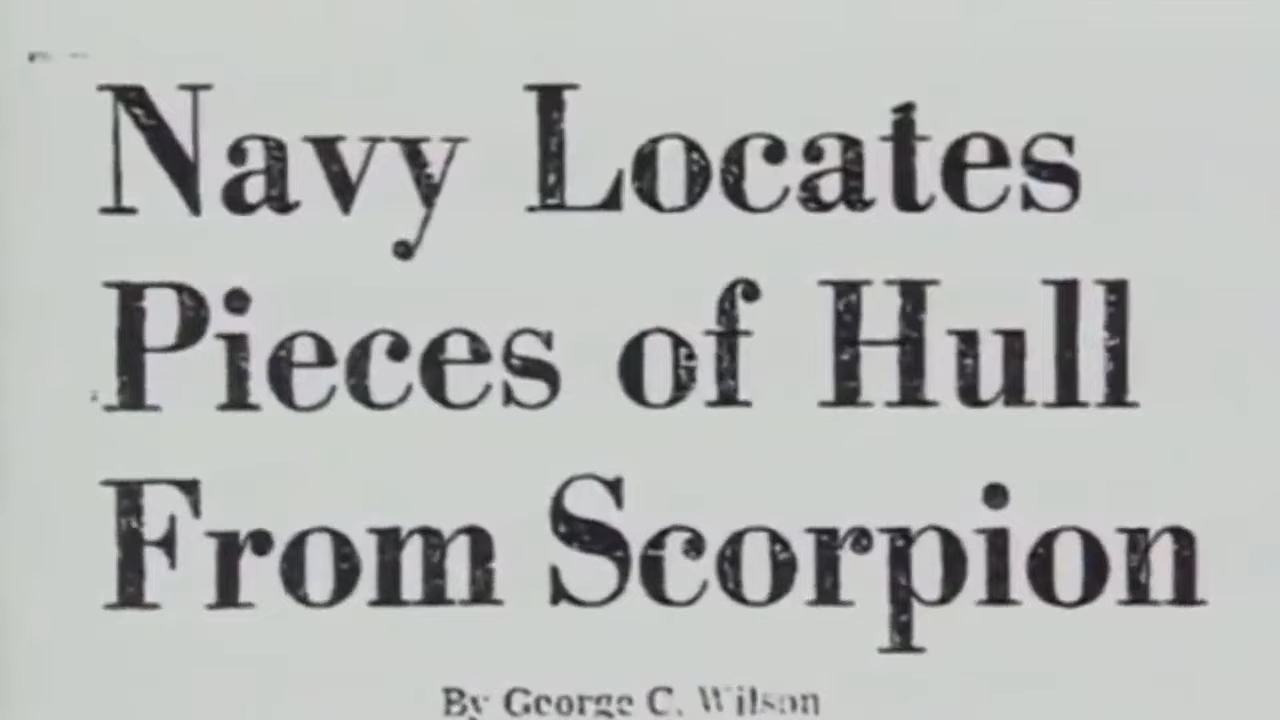 Navy Locates
Pieces of Hull
From Scorpion
By George C. Wilson